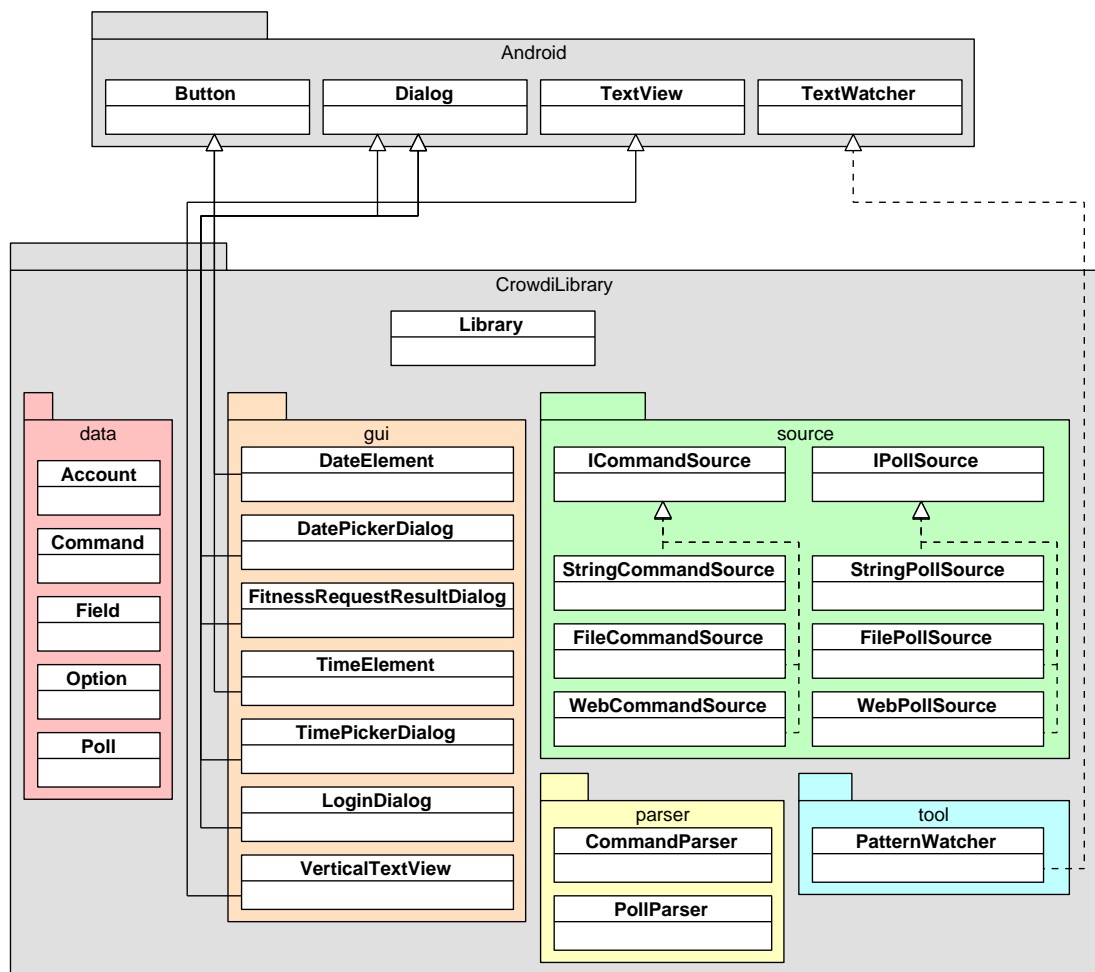 Android
Button
Dialog
TextView
TextWatcher
CrowdiLibrary
Library
data
Account
Command
Field
Option
Poll
gui
DateElement
DatePickerDialog
FitnessRequestResultDialog
TimeElement
TimePickerDialog
LoginDialog
VerticalTextView
source
ICommandSource
IPollSource
StringCommandSource
StringPollSource
FileCommandSource
FilePollSource
WebCommandSource
WebPollSource
parser
CommandParser
PollParser
tool
PatternWatcher